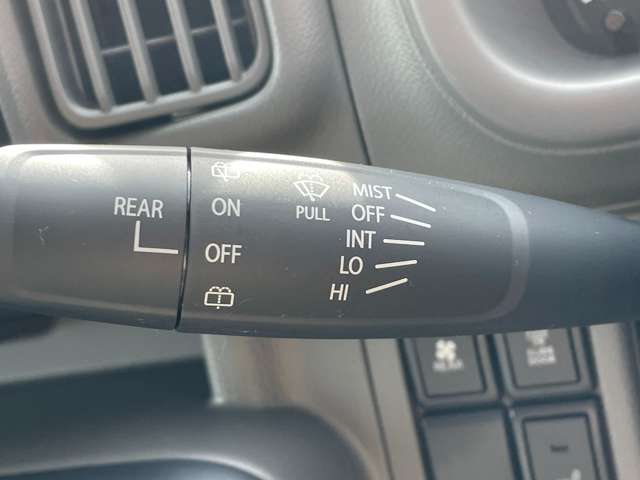 REAR
ON
OFF
PULL
MIST
OFF
INT
LO
HI